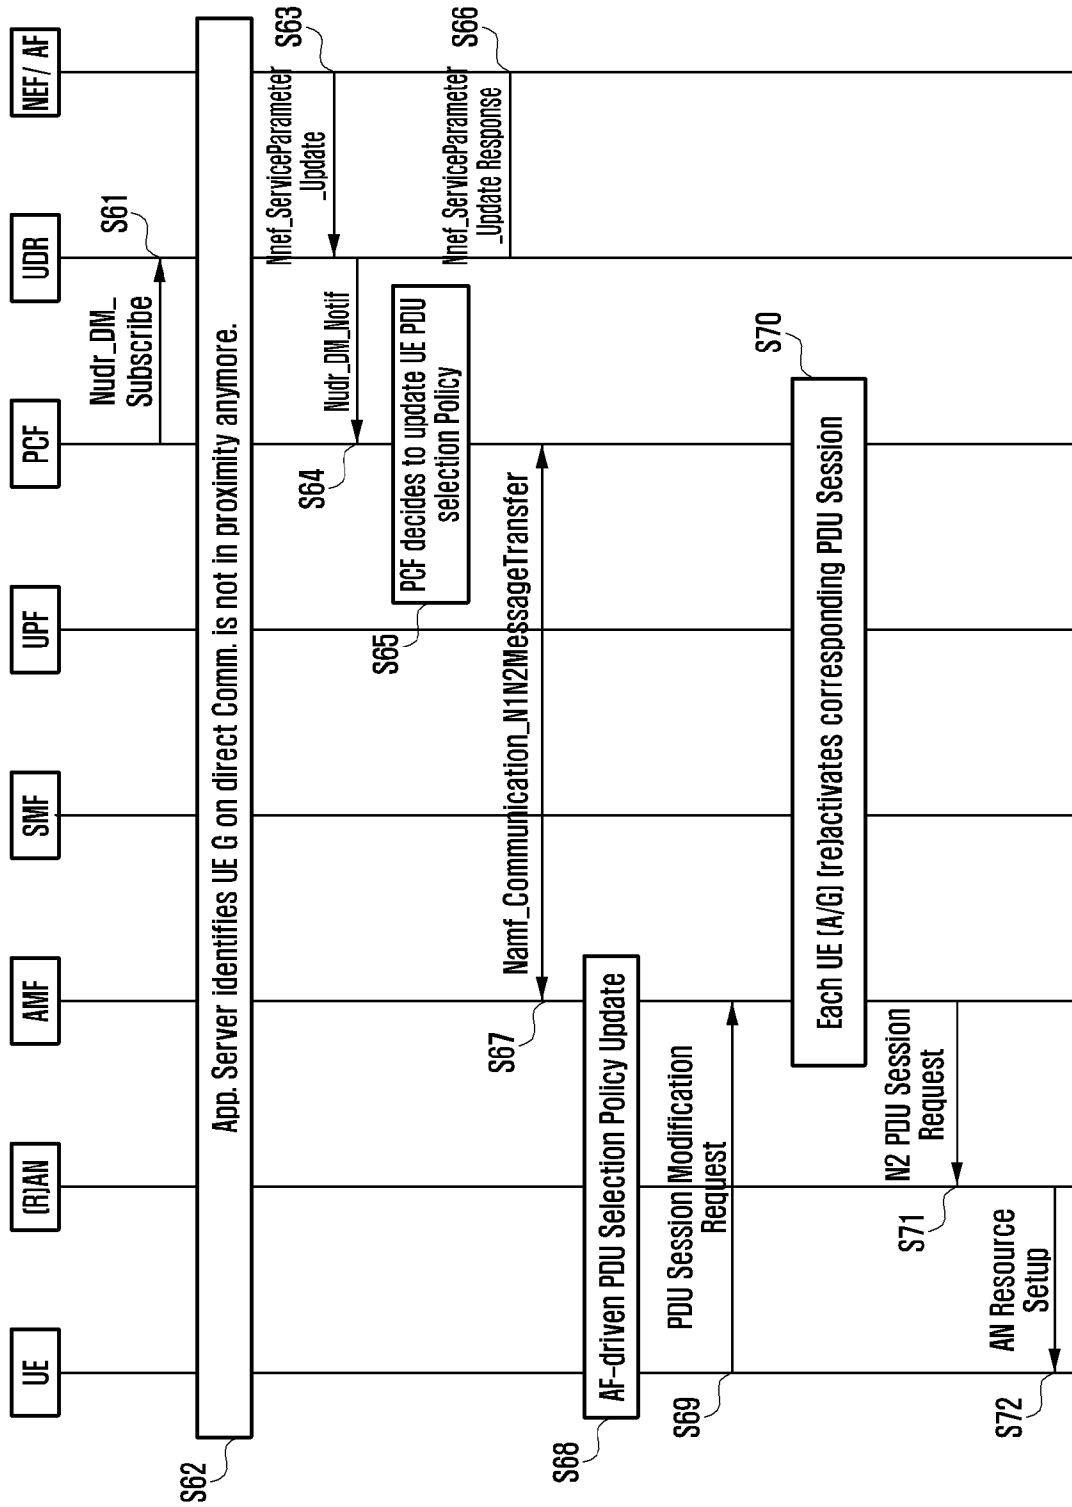 UE
(R)AN
AMF
SMF
UPF
PCF
UDR
NEF/ AF
Nudr_DM_
Subscribe
S61
App. Server identifies UE G on direct Comm. is not in proximity anymore.
S62
Nnef_ServiceParameter
_Update
S63
Nudr_DM_Notif
S64
PCF decides to update UE PDU
selection Policy
S65
Nnef_ServiceParameter
_Update Response
S66
Namf_Communication_N1N2MessageTransfer
S67
AF-driven PDU Selection Policy Update
S68
PDU Session Modification
Request
S69
Each UE (A/G) (re)activates corresponding PDU Session
S70
N2 PDU Session
Request
S71
AN Resource
Setup
S72